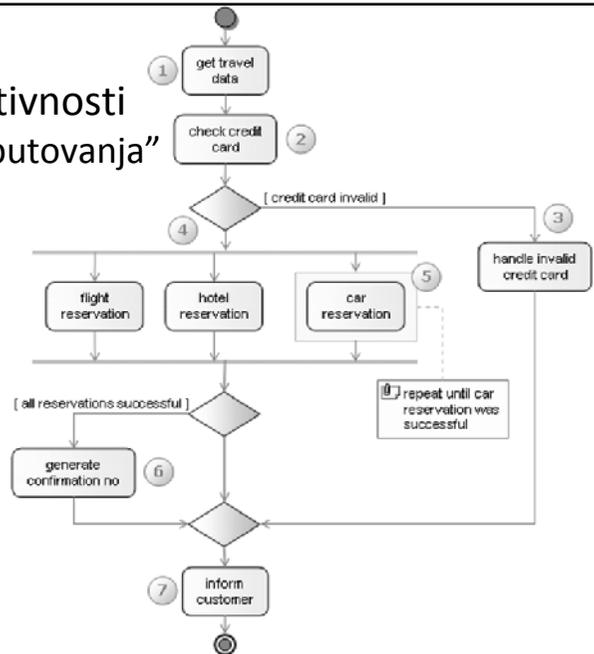 get travel
data
1
tivnosti
putovanja”
check credit
card
2
[ credit card invalid ]
3
4
handle invalid
credit card
5
flight
reservation
hotel
reservation
car
reservation
repeat until car
reservation was
successful
[ all reservations successful ]
generate
confirmation no
6
7
inform
customer